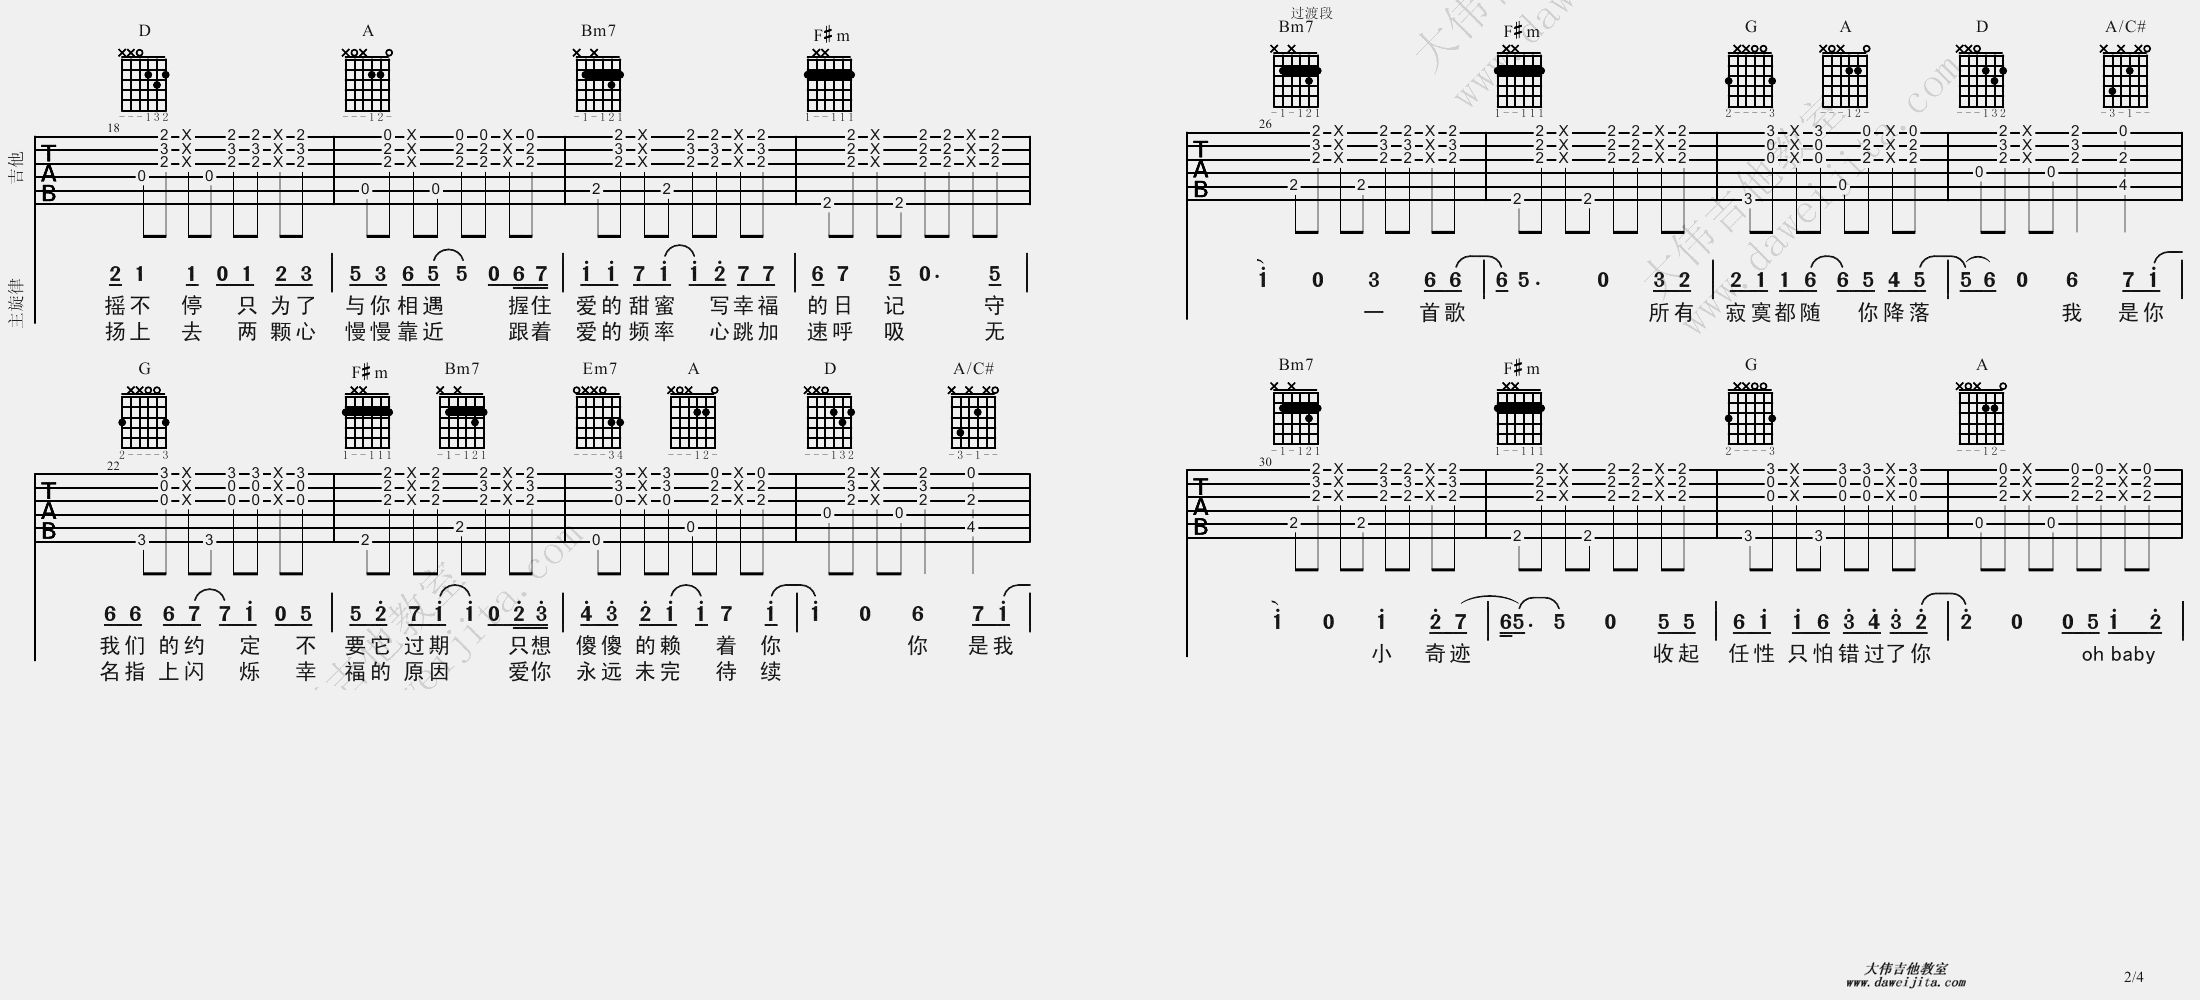 D A Bm7 F♯m
18
吉他
主旋律
2 1 1 0 1 2 3 5 3 6 5 5 0 6 7 i i 7 i i 2 7 7 6 7 5 0. 5
摇不 停 只 为了 与你相遇 握住 爱的甜蜜 写幸福 的日 记 守
扬上 去 两 颗心 慢慢靠近 跟着 爱的频率 心跳加 速呼 吸 无
G F♯m Bm7 Em7 A D A/C#
22
6 6 6 7 7 i 0 5 5 2 7 i i 0 2 3 4 3 2 i i 7 i i 0 6 7 i
我们 的约 定 不 要它过期 只想 傻傻的赖 着 你 你 是我
名指 上闪 烁 幸 福的原因 爱你 永远未完 待 续
过渡段
Bm7 F♯m G A D A/C#
26
i 0 3 6 6 6 5. 0 3 2 2 1 1 6 6 5 4 5 5 6 0 6 7 i
一 首歌 所有 寂寞都随 你降落 我 是你
Bm7 F♯m G A
30
i 0 i 2 7 6 5. 5 0 5 5 6 i i 6 3 4 3 2 2 0 0 5 i 2
小 奇迹 收起 任性 只怕错过了你 oh baby
大伟吉他教室
www.daweijita.com
2/4